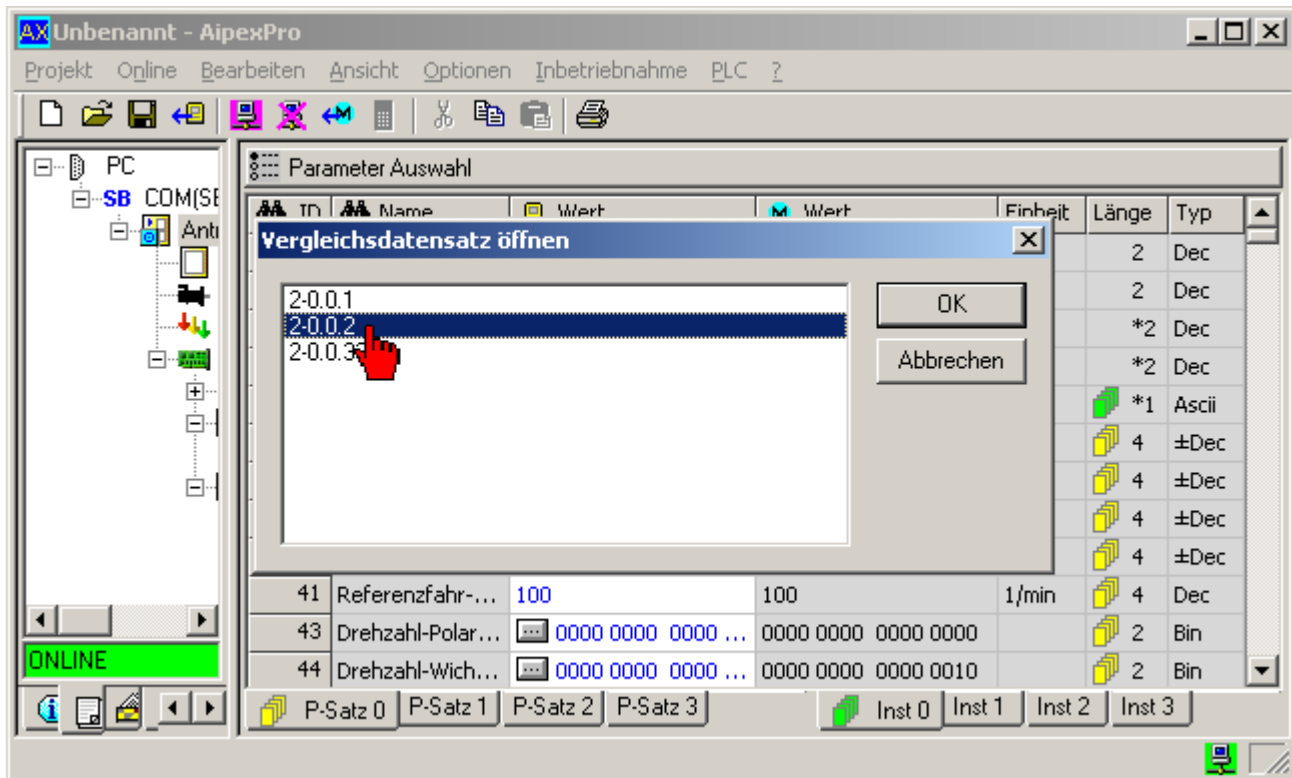 AX Unbenannt - AipexPro
Projekt Online Bearbeiten Ansicht Optionen Inbetriebnahme PLC ?
M
PC
SB COM(SE
Parameter Auswahl
ID Name Wert M Wert Einheit Länge Typ
Vergleichsdatensatz öffnen
2-0.0.1
2-0.0.2
2-0.0.3
OK
Abbrechen
2 Dec
2 Dec
*2 Dec
*2 Dec
*1 Ascii
4 ±Dec
4 ±Dec
4 ±Dec
4 ±Dec
41 Referenzfahr-... 100 100 1/min 4 Dec
43 Drehzahl-Polar... ... 0000 0000 0000 ... 0000 0000 0000 0000 2 Bin
44 Drehzahl-Wich... ... 0000 0000 0000 ... 0000 0000 0000 0010 2 Bin
ONLINE
P-Satz 0 P-Satz 1 P-Satz 2 P-Satz 3 Inst 0 Inst 1 Inst 2 Inst 3